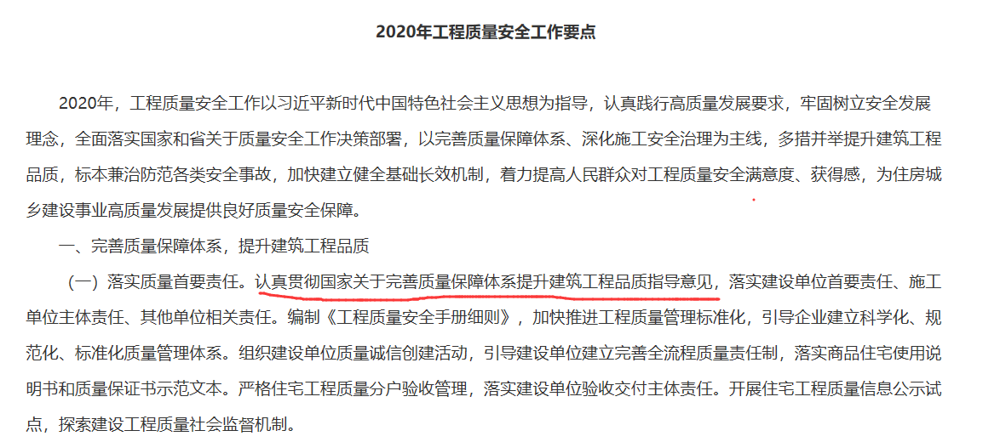 2020年工程质量安全工作要点
2020年，工程质量安全工作以习近平新时代中国特色社会主义思想为指导，认真践行高质量发展要求，牢固树立安全发展
理念，全面落实国家和省关于质量安全工作决策部署，以完善质量保障体系、深化施工安全治理为主线，多措并举提升建筑工程
品质，标本兼治防范各类安全事故，加快建立健全基础长效机制，着力提高人民群众对工程质量安全满意度、获得感，为住房城
乡建设事业高质量发展提供良好质量安全保障。
一、完善质量保障体系，提升建筑工程品质
（一）落实质量首要责任。认真贯彻国家关于完善质量保障体系提升建筑工程品质指导意见，落实建设单位首要责任、施工
单位主体责任、其他单位相关责任。编制《工程质量安全手册细则》，加快推进工程质量管理标准化，引导企业建立科学化、规
范化、标准化质量管理体系。组织建设单位质量诚信创建活动，引导建设单位建立完善全流程质量责任制，落实商品住宅使用说
明书和质量保证书示范文本。严格住宅工程质量分户验收管理，落实建设单位验收交付主体责任。开展住宅工程质量信息公示试
点，探索建设工程质量社会监督机制。